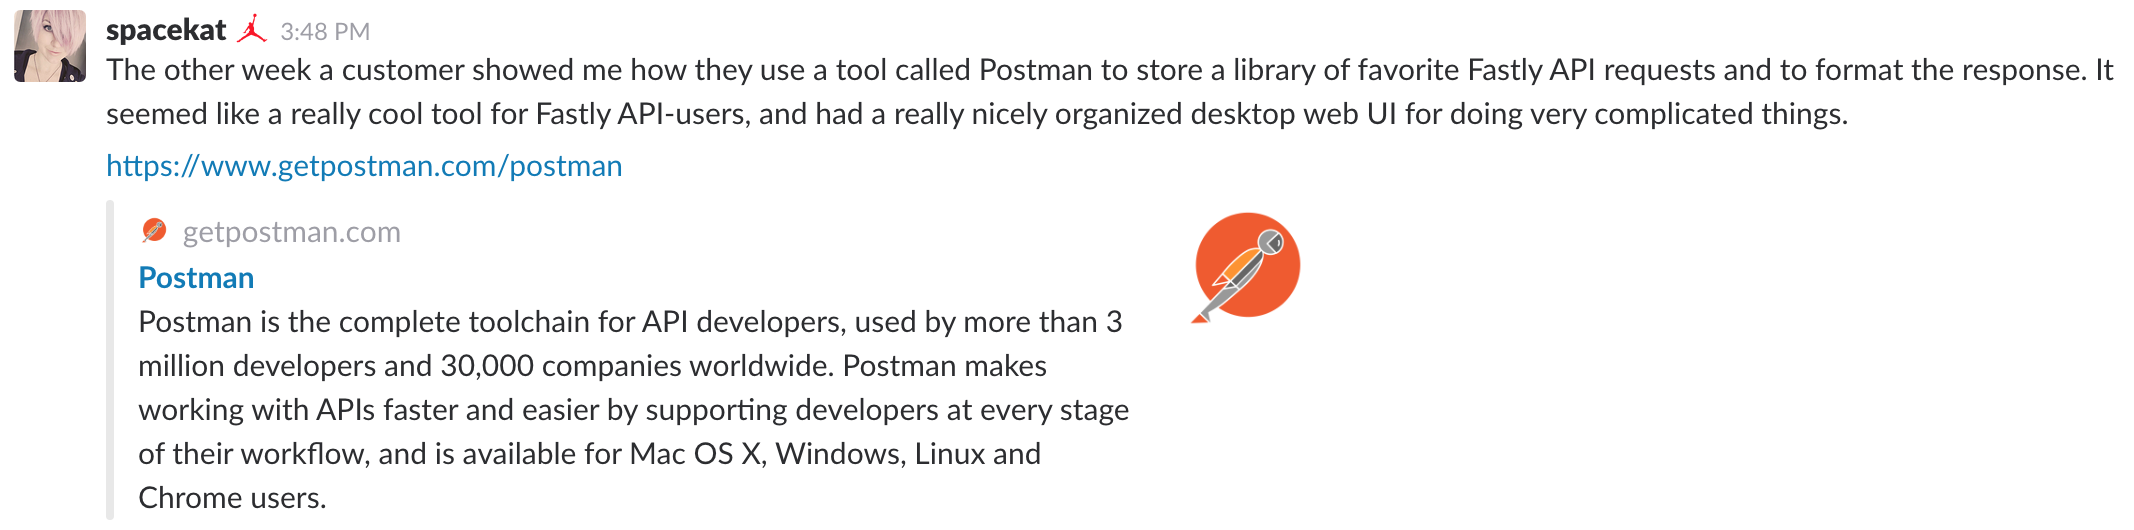 spacekat 3:48 PM
The other week a customer showed me how they use a tool called Postman to store a library of favorite Fastly API requests and to format the response. It
seemed like a really cool tool for Fastly API-users, and had a really nicely organized desktop web UI for doing very complicated things.
https://www.getpostman.com/postman
getpostman.com
Postman
Postman is the complete toolchain for API developers, used by more than 3
million developers and 30,000 companies worldwide. Postman makes
working with APIs faster and easier by supporting developers at every stage
of their workflow, and is available for Mac OS X, Windows, Linux and
Chrome users.